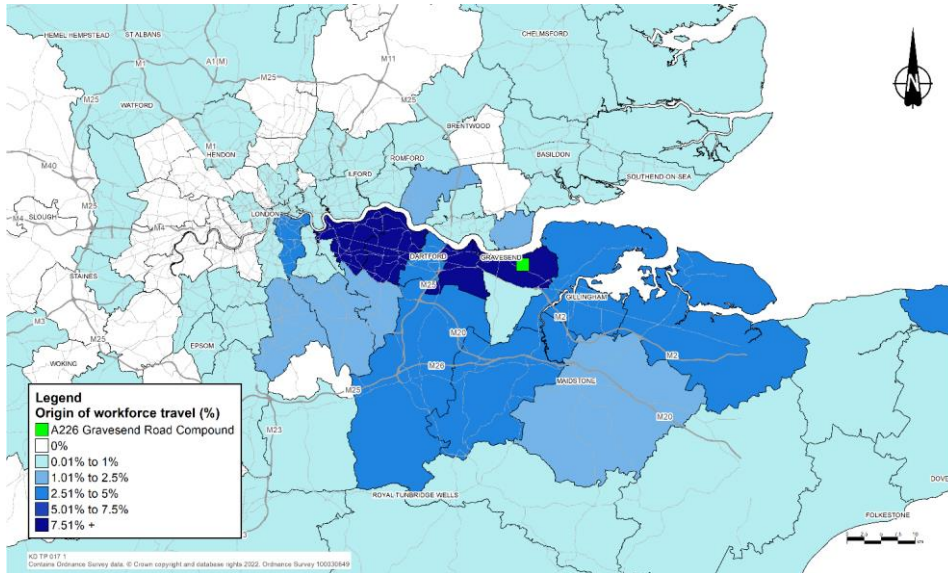 HEMEL HEMPSTEAD
ST ALBANS
CHELMSFORD
A1(M)
M11
M1
M25
M25
M25
WATFORD
BRENTWOOD
M1
HENDON
ROMFORD
BASILDON
M40
ILFORD
SOUTHEND-ON-SEA
M25
SLOUGH
LONDON
M4
M4
DARTFORD
GRAVESEND
STAINES
M25
GILLINGHAM
M3
M2
M20
EPSOM
M2
M25
M26
WOKING
M25
MAIDSTONE
M20
M23
ROYAL TUNBRIDGE WELLS
DOVE
FOLKESTONE
N
Legend
Origin of workforce travel (%)
A226 Gravesend Road Compound
0%
0.01% to 1%
1.01% to 2.5%
2.51% to 5%
5.01% to 7.5%
7.51% +
KD TP 017 1
Contains Ordnance Survey data. © Crown copyright and database rights 2022. Ordnance Survey 100030649